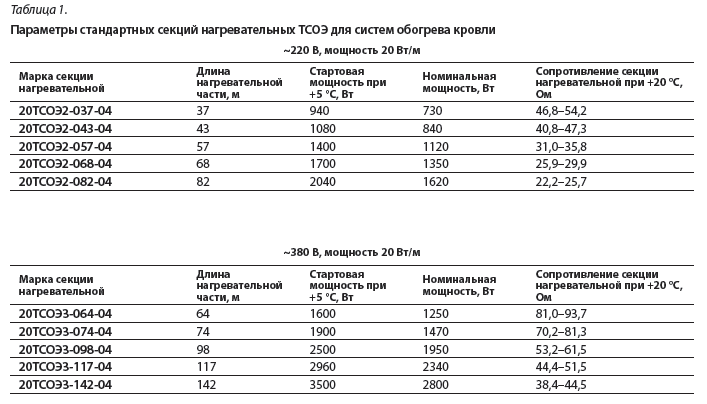 Таблица 1.
Параметры стандартных секций нагревательных ТСОЭ для систем обогрева кровли
~220 В, мощность 20 Вт/м
Марка секции нагревательной Длина нагревательной части, м Стартовая мощность при +5 °С, Вт Номинальная мощность, Вт Сопротивление секции нагревательной при +20 °С, Ом
20ТСОЭ2-037-04 37 940 730 46,8–54,2
20ТСОЭ2-043-04 43 1080 840 40,8–47,3
20ТСОЭ2-057-04 57 1400 1120 31,0–35,8
20ТСОЭ2-068-04 68 1700 1350 25,9–29,9
20ТСОЭ2-082-04 82 2040 1620 22,2–25,7
~380 В, мощность 20 Вт/м
Марка секции нагревательной Длина нагревательной части, м Стартовая мощность при +5 °С, Вт Номинальная мощность, Вт Сопротивление секции нагревательной при +20 °С, Ом
20ТСОЭ3-064-04 64 1600 1250 81,0–93,7
20ТСОЭ3-074-04 74 1900 1470 70,2–81,3
20ТСОЭ3-098-04 98 2500 1950 53,2–61,5
20ТСОЭ3-117-04 117 2960 2340 44,4–51,5
20ТСОЭ3-142-04 142 3500 2800 38,4–44,5